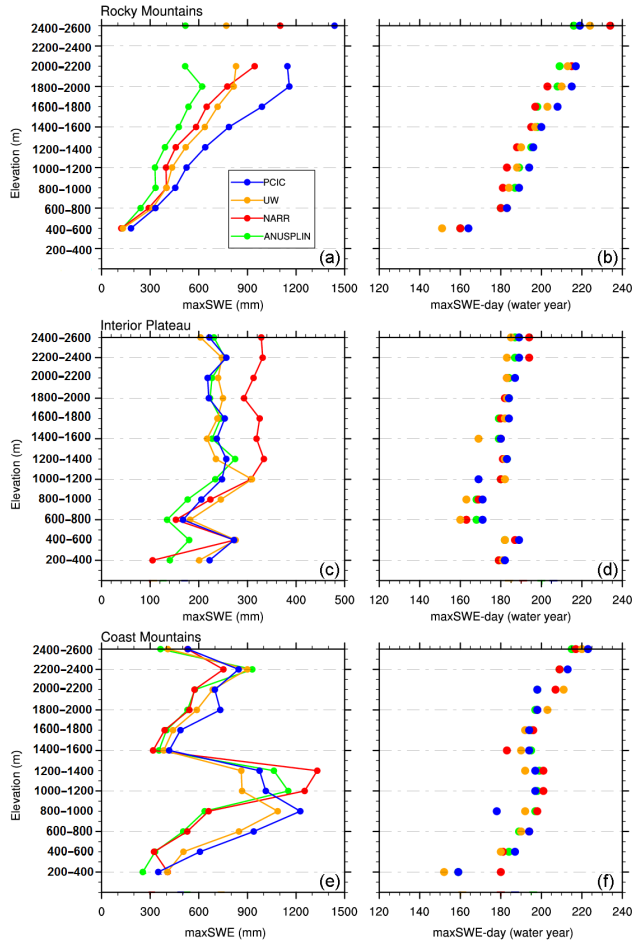 Rocky Mountains
2400−2600
2400−2400
2000−2200
1800−2000
1600−1800
1400−1600
1200−1400
1000−1200
800−1000
600−800
400−600
200−400
Elevation (m)
PCIC
UW
NARR
ANUSPLIN
(a)
0 300 600 900 1200 1500
maxSWE (mm)
(b)
120 140 160 180 200 220 240
maxSWE-day (water year)
Interior Plateau
2400−2600
2200−2400
2000−2200
1800−2000
1600−1800
1400−1600
1200−1400
1000−1200
800−1000
600−800
400−600
200−400
Elevation (m)
(c)
0 100 200 300 400 500
maxSWE (mm)
(d)
120 140 160 180 200 220 240
maxSWE-day (water year)
Coast Mountains
2400−2600
2200−2400
2000−2200
1800−2000
1600−1800
1400−1600
1200−1400
1000−1200
800−1000
600−800
400−600
200−400
Elevation (m)
(e)
0 300 600 900 1200 1500
maxSWE (mm)
(f)
120 140 160 180 200 220 240
maxSWE-day (water year)